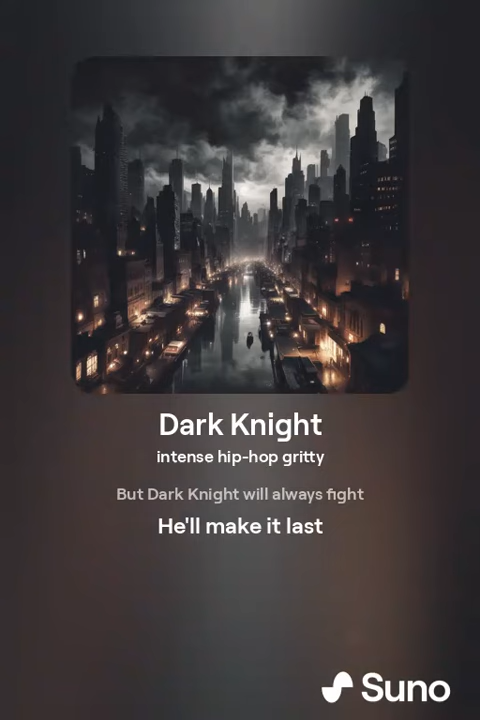 Dark Knight
intense hip-hop gritty
But Dark Knight will always fight
He'll make it last
Suno